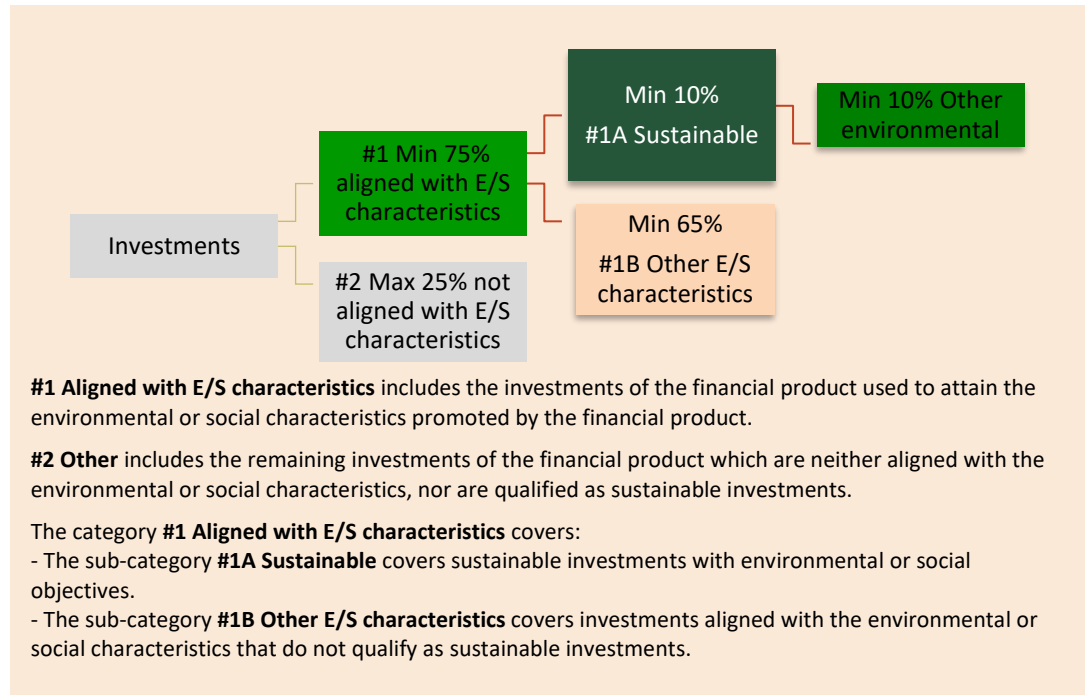 Min 10%
#1A Sustainable
Min 10% Other
environmental
#1 Min 75%
aligned with E/S
characteristics
Min 65%
#1B Other E/S
characteristics
Investments
#2 Max 25% not
aligned with E/S
characteristics
#1 Aligned with E/S characteristics includes the investments of the financial product used to attain the
environmental or social characteristics promoted by the financial product.
#2 Other includes the remaining investments of the financial product which are neither aligned with the
environmental or social characteristics, nor are qualified as sustainable investments.
The category #1 Aligned with E/S characteristics covers:
- The sub-category #1A Sustainable covers sustainable investments with environmental or social
objectives.
- The sub-category #1B Other E/S characteristics covers investments aligned with the environmental or
social characteristics that do not qualify as sustainable investments.